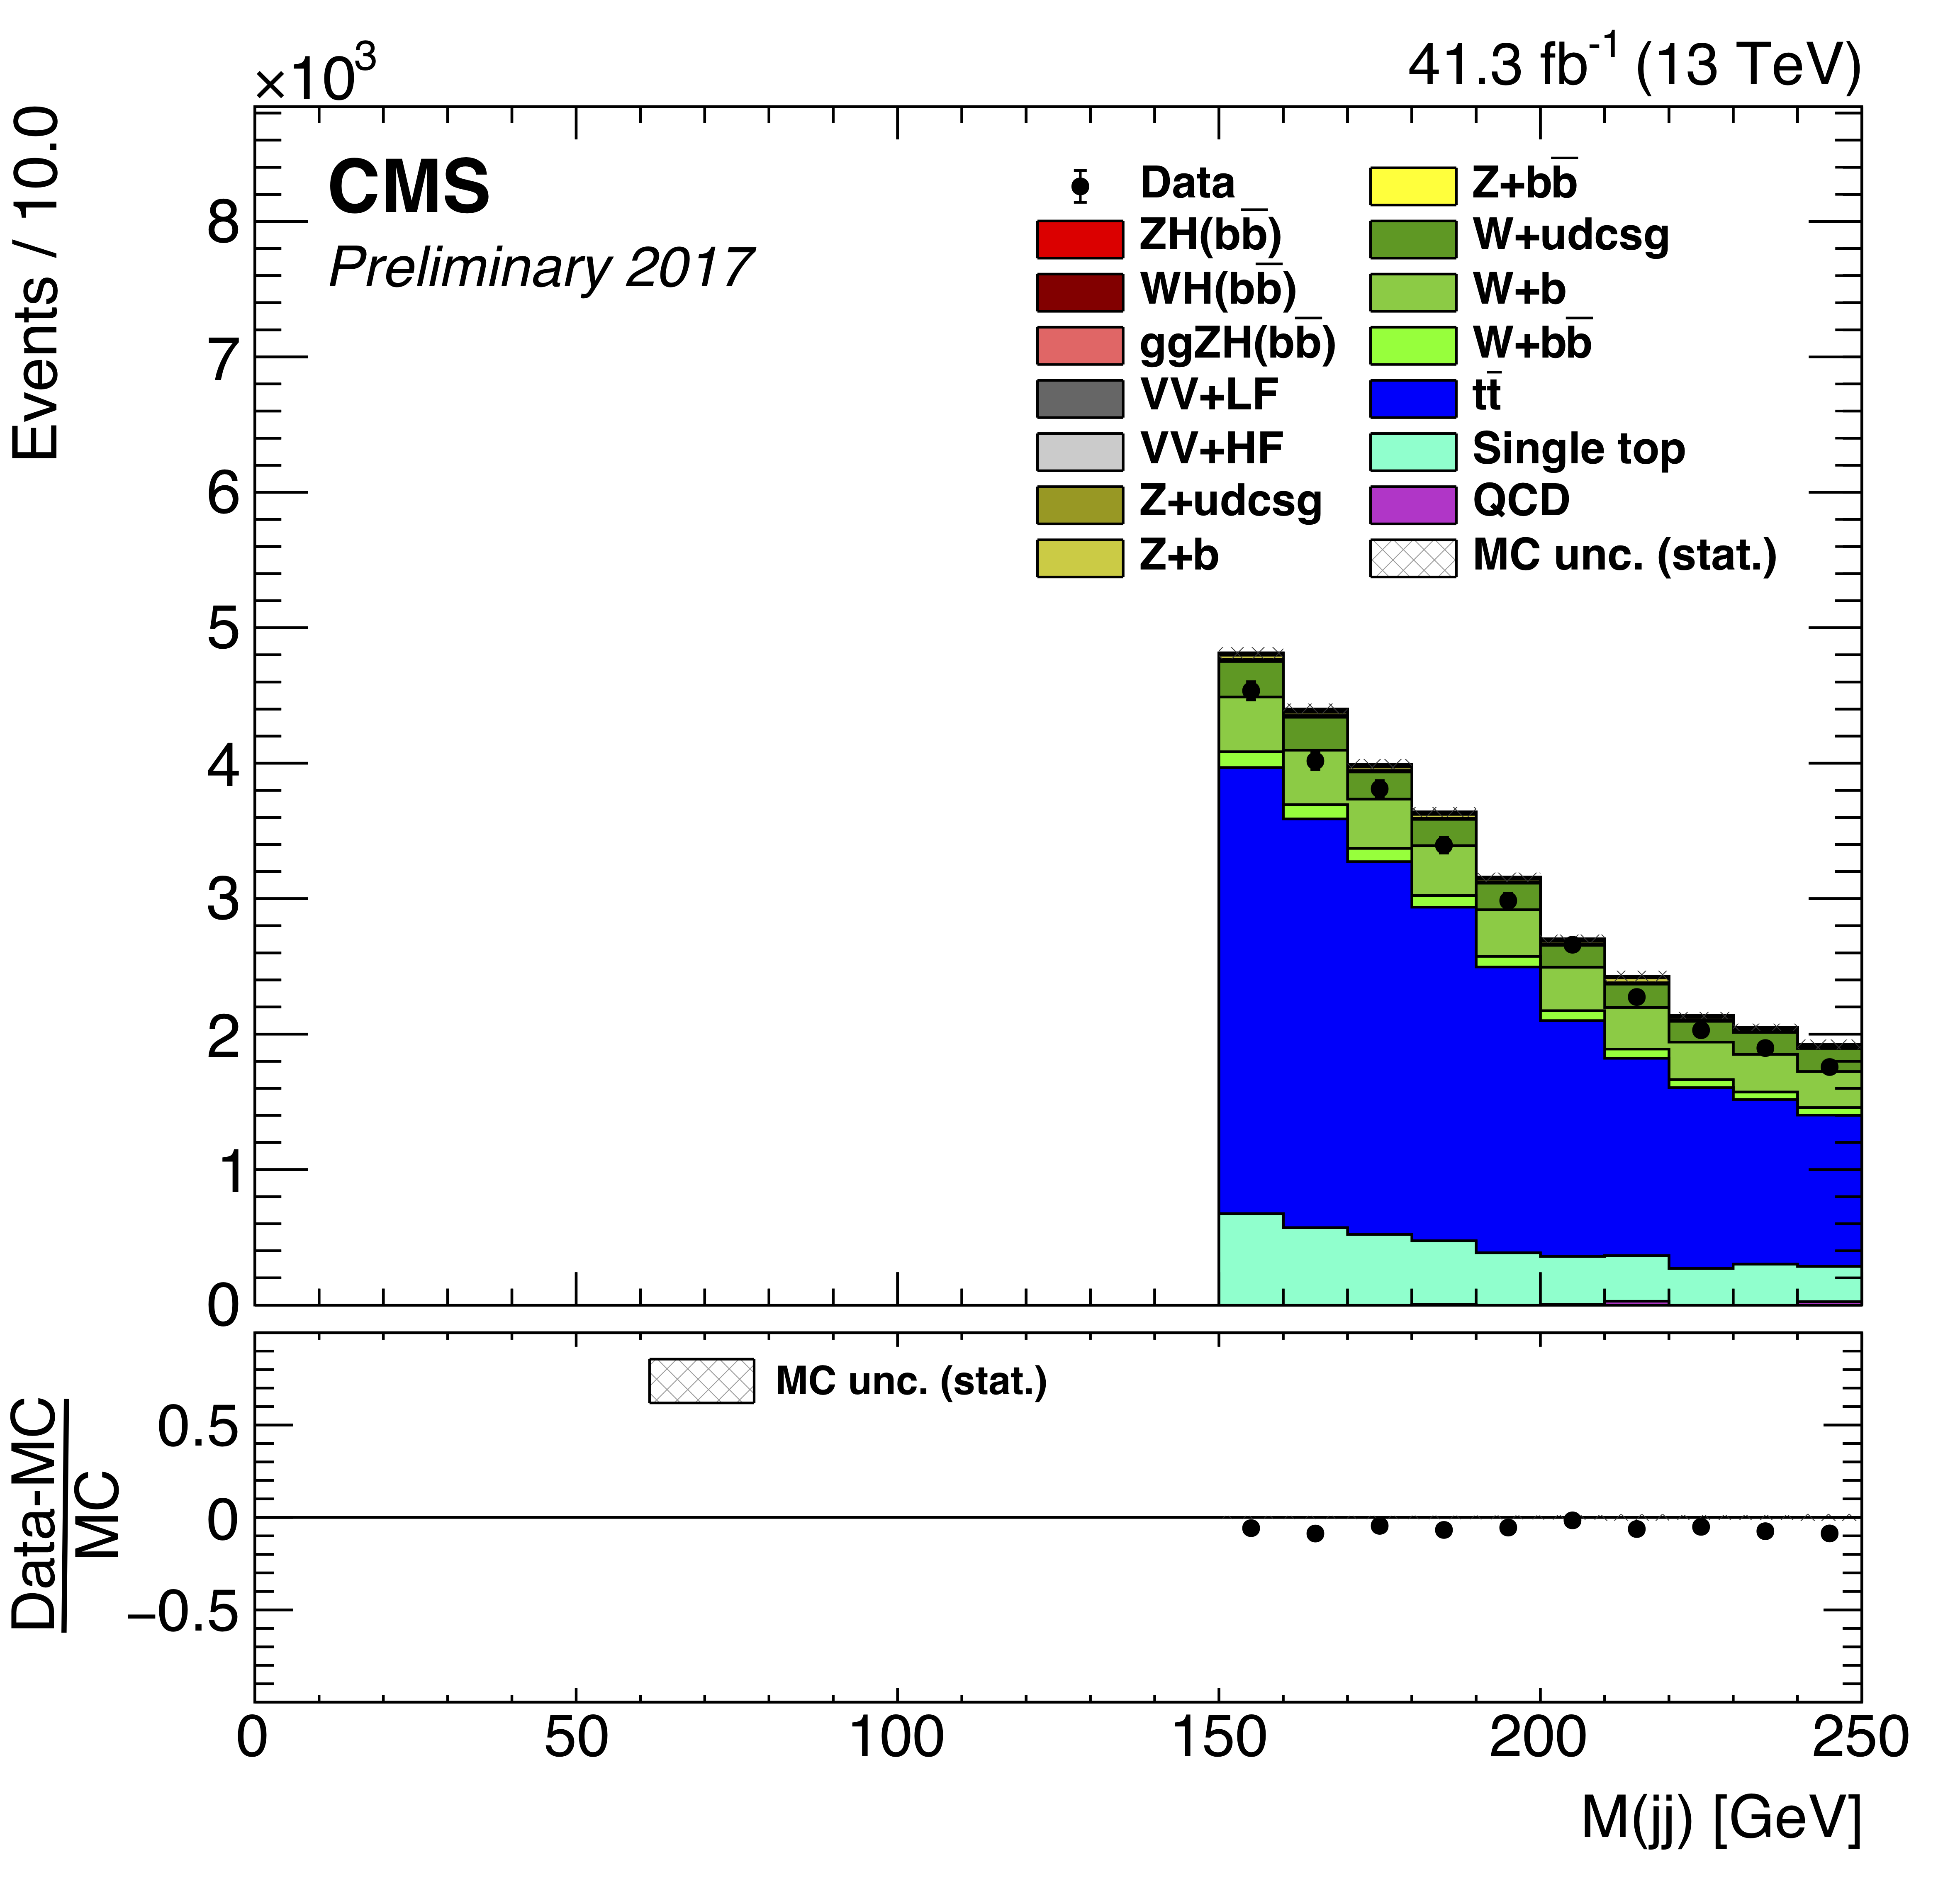 ×10³
41.3 fb⁻¹ (13 TeV)
Events / 10.0
CMS
Preliminary 2017
Data
ZH(bb̅)
WH(bb̅)
ggZH(bb̅)
VV+LF
VV+HF
Z+udcsg
Z+b
Z+bb̅
W+udcsg
W+b
W+bb̅
tt̅
Single top
QCD
MC unc. (stat.)
8
7
6
5
4
3
2
1
0
MC unc. (stat.)
Data-MC
MC
0.5
0
−0.5
0 50 100 150 200 250
M(jj) [GeV]